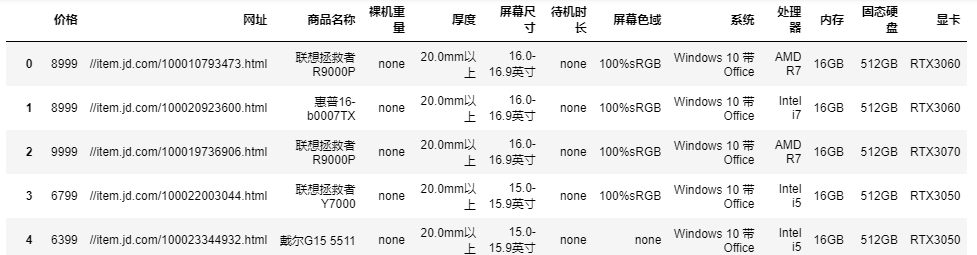 价格 网址 商品名称 裸机重量 厚度 屏幕尺寸 待机时长 屏幕色域 系统 处理器 内存 固态硬盘 显卡
0 8999 //item.jd.com/100010793473.html 联想拯救者R9000P none 20.0mm以上 16.0-16.9英寸 none 100%sRGB Windows 10 带Office AMD R7 16GB 512GB RTX3060
1 8999 //item.jd.com/100020923600.html 惠普16-b0007TX none 20.0mm以上 16.0-16.9英寸 none 100%sRGB Windows 10 带Office Intel i7 16GB 512GB RTX3060
2 9999 //item.jd.com/100019736906.html 联想拯救者R9000P none 20.0mm以上 16.0-16.9英寸 none 100%sRGB Windows 10 带Office AMD R7 16GB 512GB RTX3070
3 6799 //item.jd.com/100022003044.html 联想拯救者Y7000 none 20.0mm以上 15.0-15.9英寸 none 100%sRGB Windows 10 带Office Intel i5 16GB 512GB RTX3050
4 6399 //item.jd.com/100023344932.html 戴尔G15 5511 none 20.0mm以上 15.0-15.9英寸 none none Windows 10 带Office Intel i5 16GB 512GB RTX3050